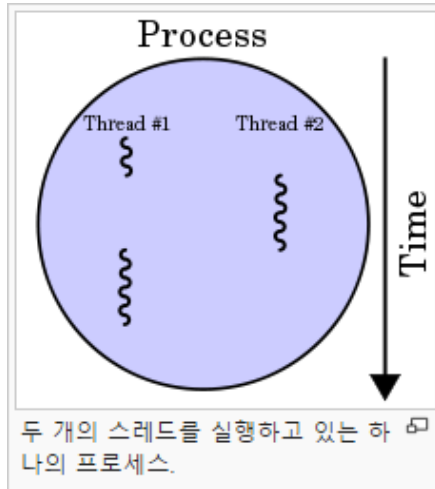 Process
Thread #1 Thread #2
Time
두 개의 스레드를 실행하고 있는 하
나의 프로세스.